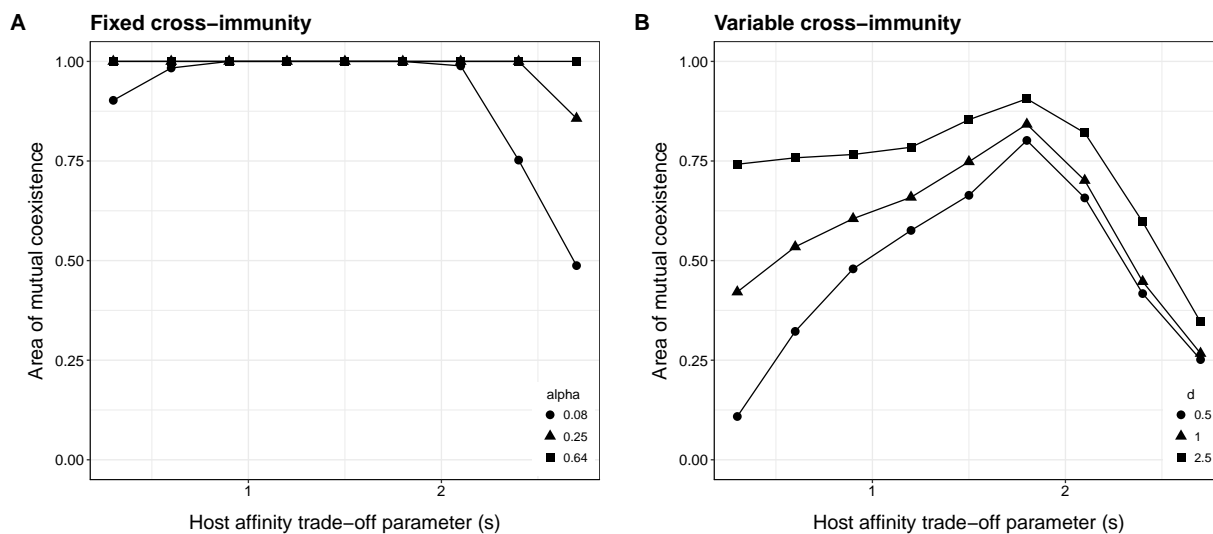 A
Fixed cross−immunity
Area of mutual coexistence
1.00
0.75
0.50
0.25
0.00
alpha
0.08
0.25
0.64
1
2
Host affinity trade−off parameter (s)
B
Variable cross−immunity
Area of mutual coexistence
1.00
0.75
0.50
0.25
0.00
d
0.5
1
2.5
1
2
Host affinity trade−off parameter (s)